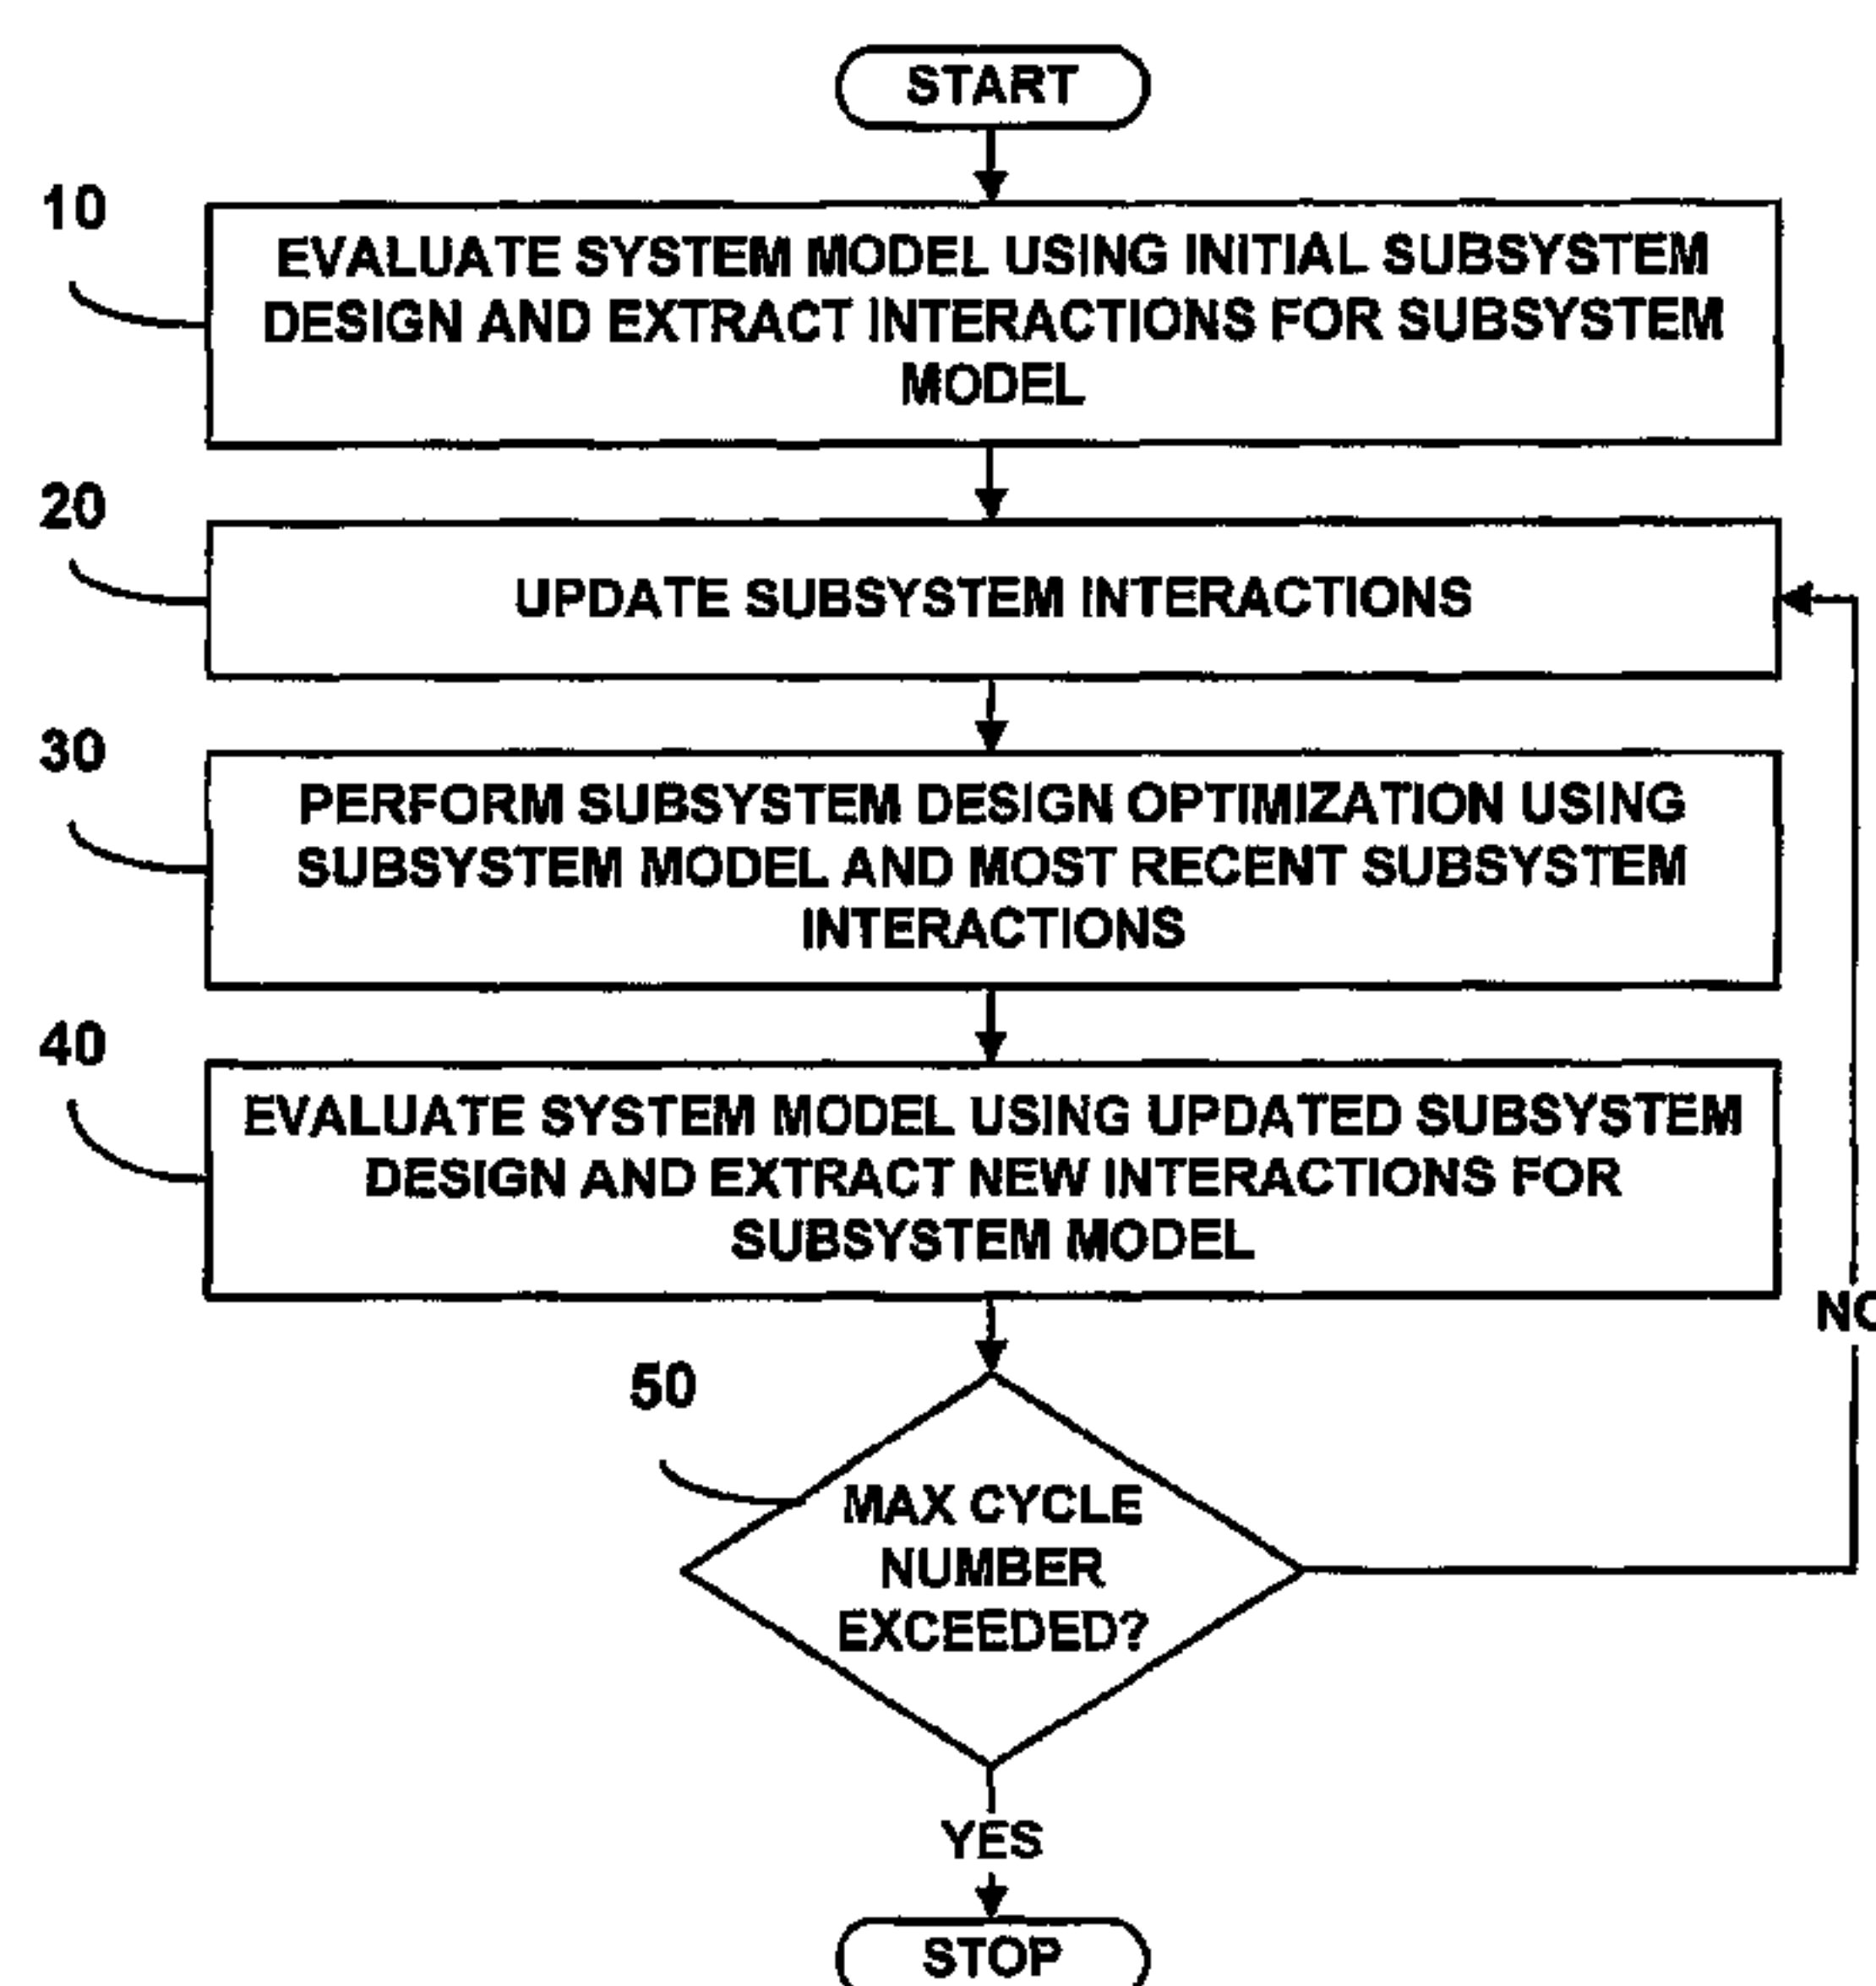 START
10
EVALUATE SYSTEM MODEL USING INITIAL SUBSYSTEM
DESIGN AND EXTRACT INTERACTIONS FOR SUBSYSTEM
MODEL
20
UPDATE SUBSYSTEM INTERACTIONS
30
PERFORM SUBSYSTEM DESIGN OPTIMIZATION USING
SUBSYSTEM MODEL AND MOST RECENT SUBSYSTEM
INTERACTIONS
40
EVALUATE SYSTEM MODEL USING UPDATED SUBSYSTEM
DESIGN AND EXTRACT NEW INTERACTIONS FOR
SUBSYSTEM MODEL
NO
50
MAX CYCLE
NUMBER
EXCEEDED?
YES
STOP